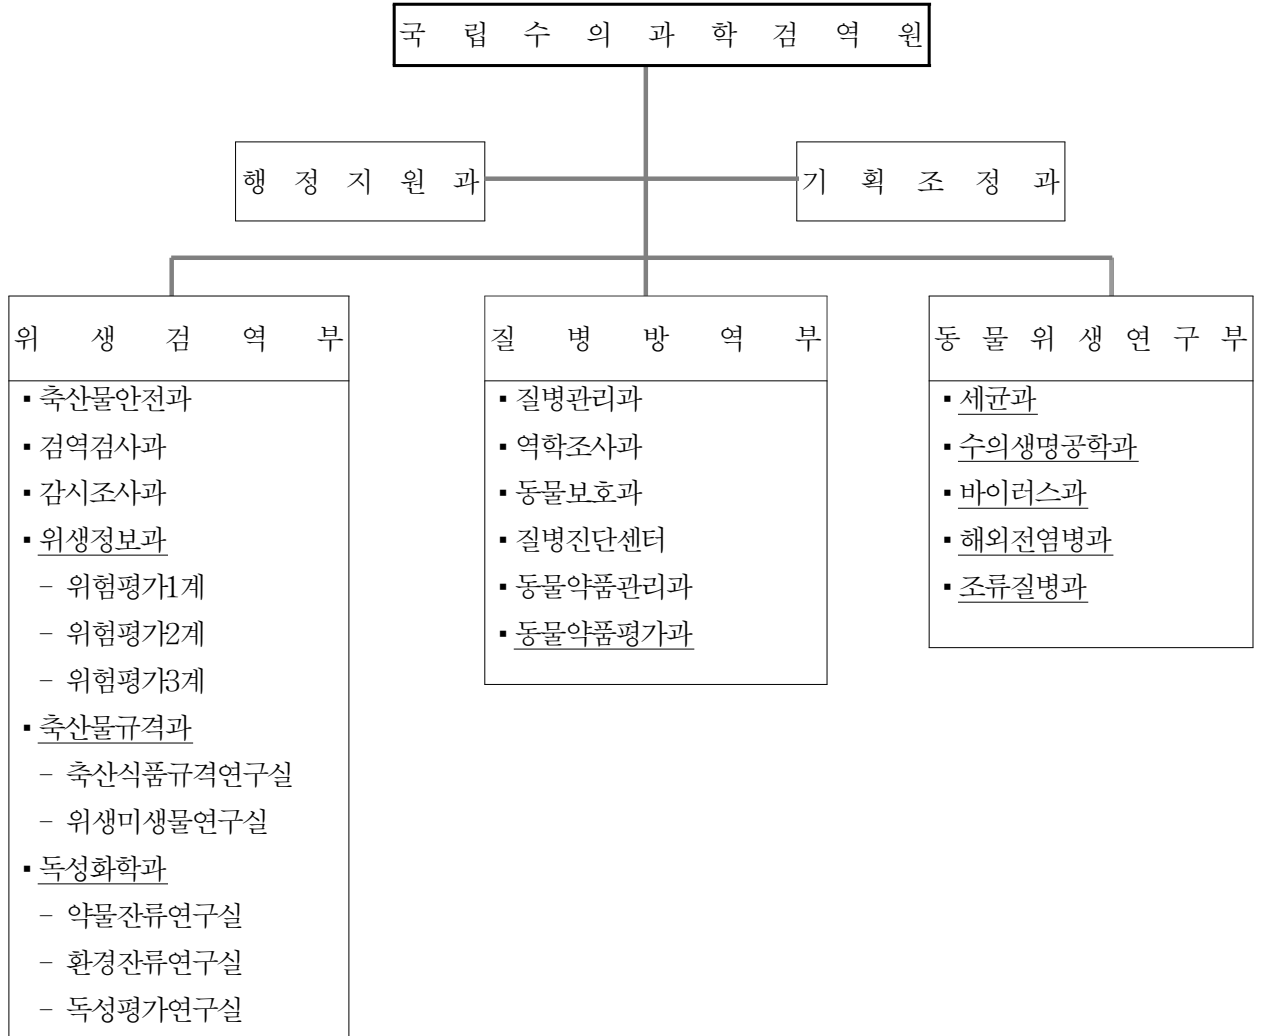 국립수의과학검역원
행정지원과
기획조정과
위생검역부
▪축산물안전과
▪검역검사과
▪감시조사과
▪위생정보과
- 위험평가1계
- 위험평가2계
- 위험평가3계
▪축산물규격과
- 축산식품규격연구실
- 위생미생물연구실
▪독성화학과
- 약물잔류연구실
- 환경잔류연구실
- 독성평가연구실
질병방역부
▪질병관리과
▪역학조사과
▪동물보호과
▪질병진단센터
▪동물약품관리과
▪동물약품평가과
동물위생연구부
▪세균과
▪수의생명공학과
▪바이러스과
▪해외전염병과
▪조류질병과